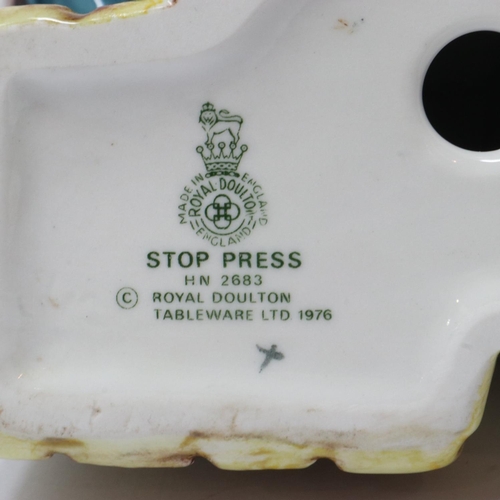 MADE IN ENGLAND
ROYAL DOULTON
ENGLAND
STOP PRESS
HN 2683
© ROYAL DOULTON
TABLEWARE LTD 1976